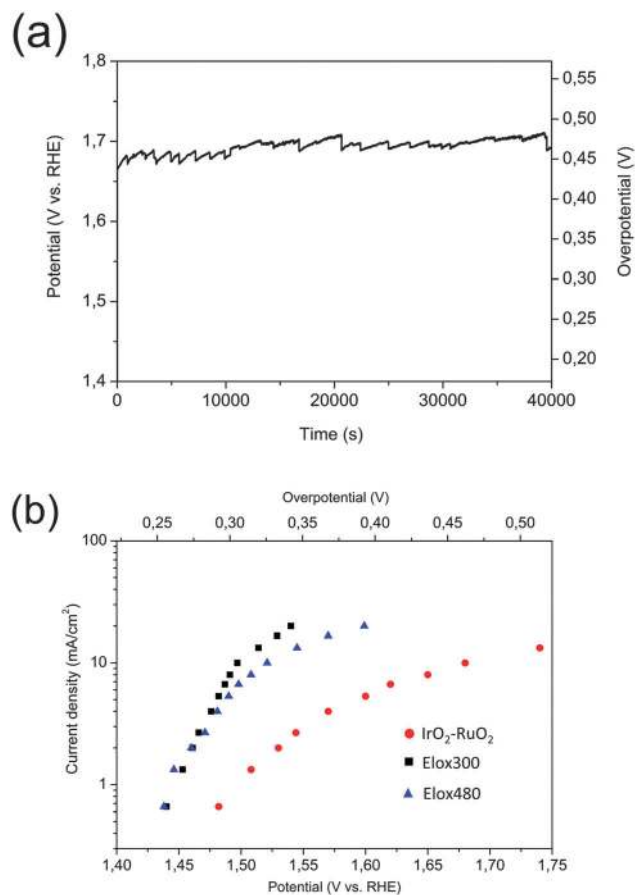 (a)
1,8
1,7
1,6
1,5
1,4
Potential (V vs. RHE)
0,55
0,50
0,45
0,40
0,35
0,30
0,25
0,20
Overpotential (V)
0 10000 20000 30000 40000
Time (s)
(b)
Overpotential (V)
0,25 0,30 0,35 0,40 0,45 0,50
100
10
1
Current density (mA/cm²)
IrO₂-RuO₂
Elox300
Elox480
1,40 1,45 1,50 1,55 1,60 1,65 1,70 1,75
Potential (V vs. RHE)